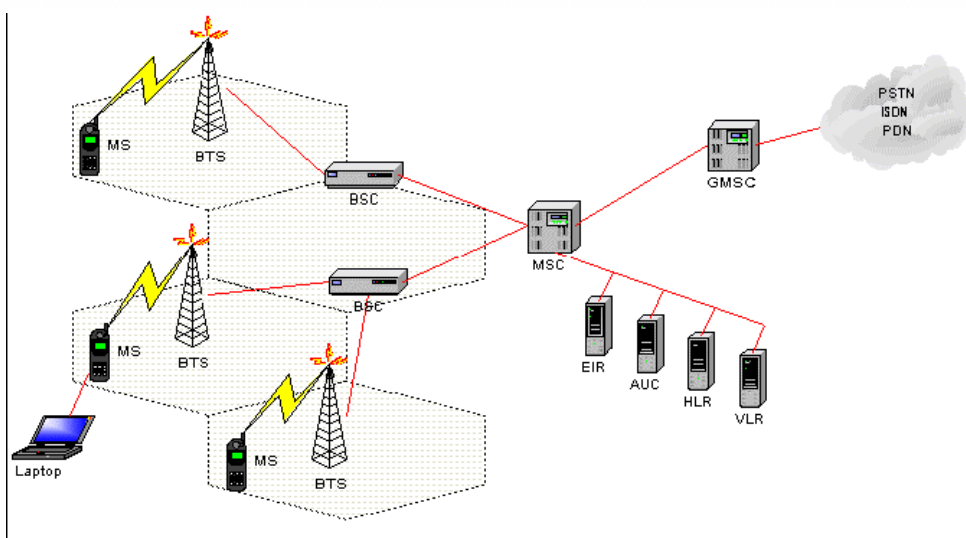 MS
BTS
BSC
PSTN
ISDN
PDN
GMSC
MSC
BSC
MS
BTS
EIR
AUC
HLR
VLR
MS
BTS
Laptop